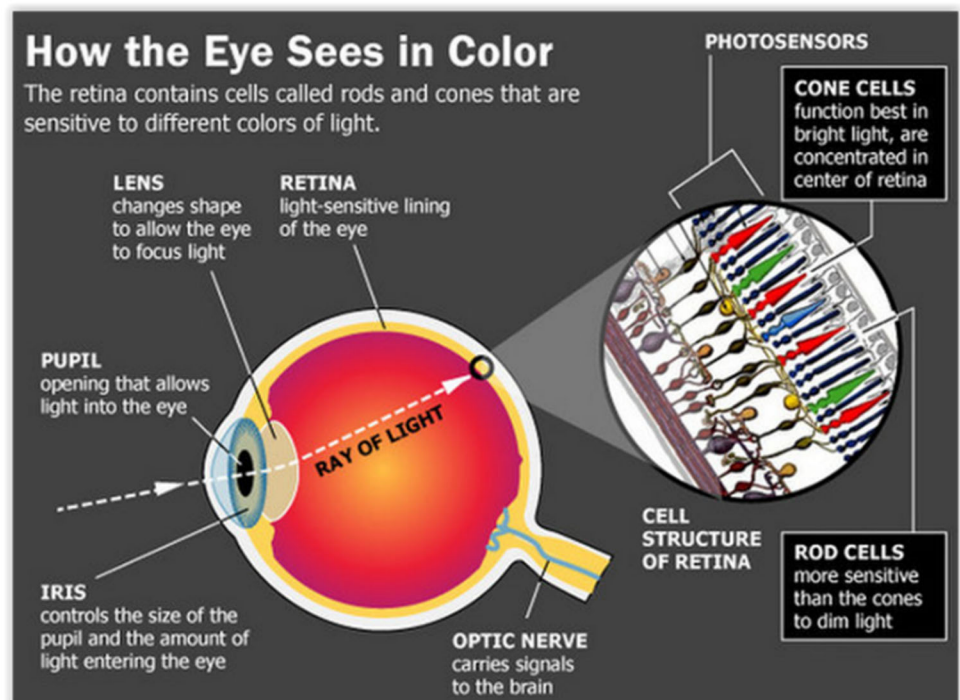 How the Eye Sees in Color
The retina contains cells called rods and cones that are
sensitive to different colors of light.
PHOTOSENSORS
CONE CELLS
function best in
bright light, are
concentrated in
center of retina
LENS
changes shape
to allow the eye
to focus light
RETINA
light-sensitive lining
of the eye
PUPIL
opening that allows
light into the eye
RAY OF LIGHT
IRIS
controls the size of the
pupil and the amount of
light entering the eye
OPTIC NERVE
carries signals
to the brain
CELL
STRUCTURE
OF RETINA
ROD CELLS
more sensitive
than the cones
to dim light